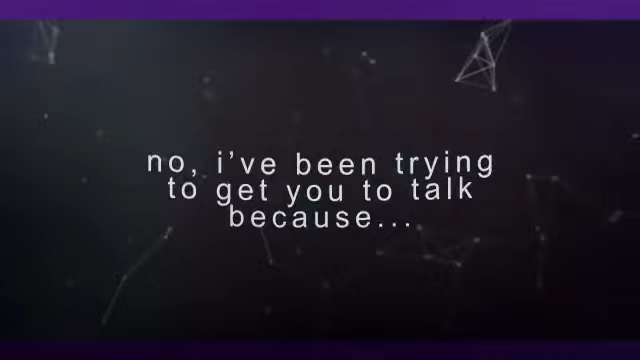 no, i've been trying
to get you to talk
because...